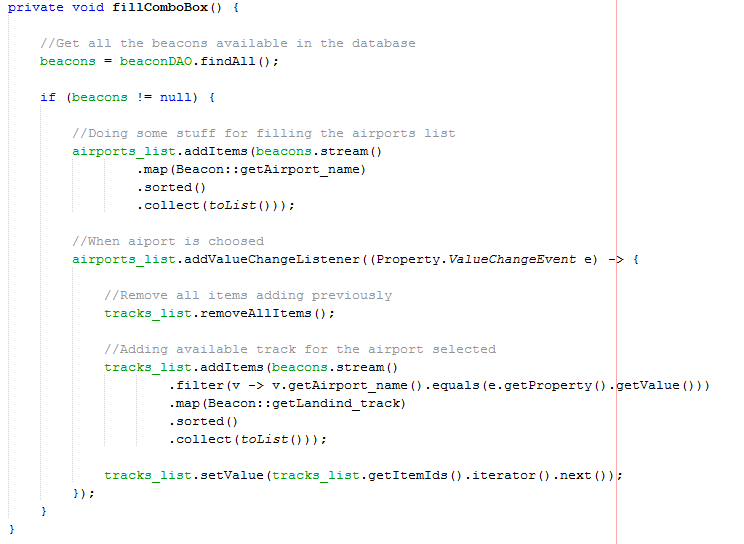 private void fillComboBox() {
//Get all the beacons available in the database
beacons = beaconDAO.findAll();
if (beacons != null) {
//Doing some stuff for filling the airports list
airports_list.addItems(beacons.stream()
.map(Beacon::getAirport_name)
.sorted()
.collect(toList()));
//When aiport is choosed
airports_list.addValueChangeListener((Property.ValueChangeEvent e) -> {
//Remove all items adding previously
tracks_list.removeAllItems();
//Adding available track for the airport selected
tracks_list.addItems(beacons.stream()
.filter(v -> v.getAirport_name().equals(e.getProperty().getValue()))
.map(Beacon::getLandind_track)
.sorted()
.collect(toList()));
tracks_list.setValue(tracks_list.getItemIds().iterator().next());
});
}
}